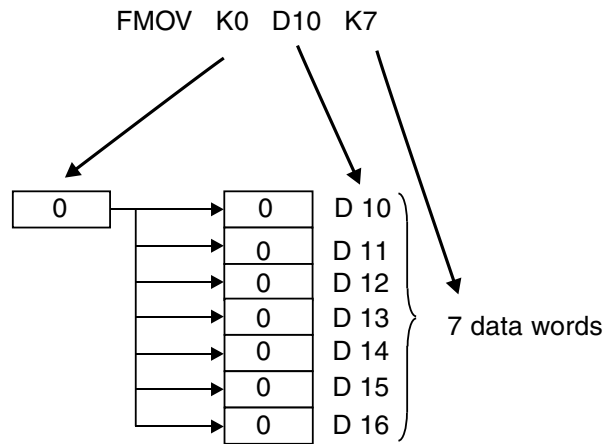 FMOV K0 D10 K7
0 0 D 10
0 D 11
0 D 12
0 D 13
7 data words
0 D 14
0 D 15
0 D 16